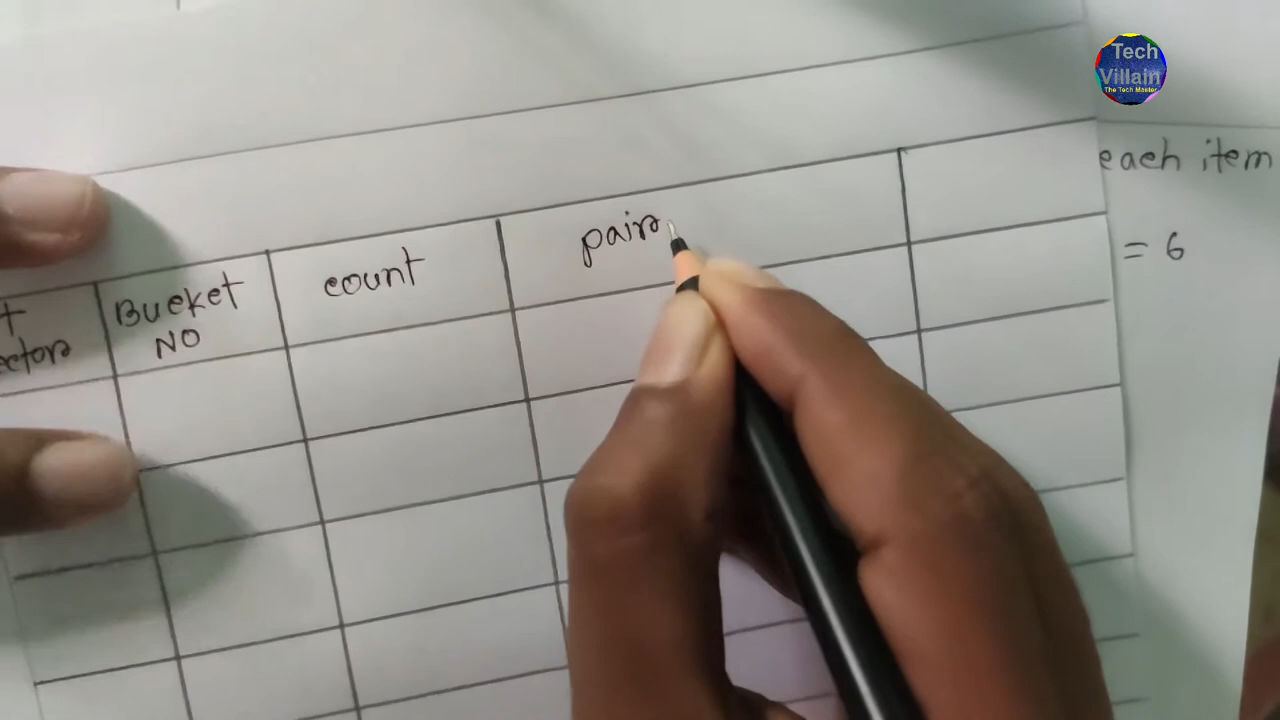 Tech
Villain
The Tech Master
each item
= 6
pair
count
Bucket
NO